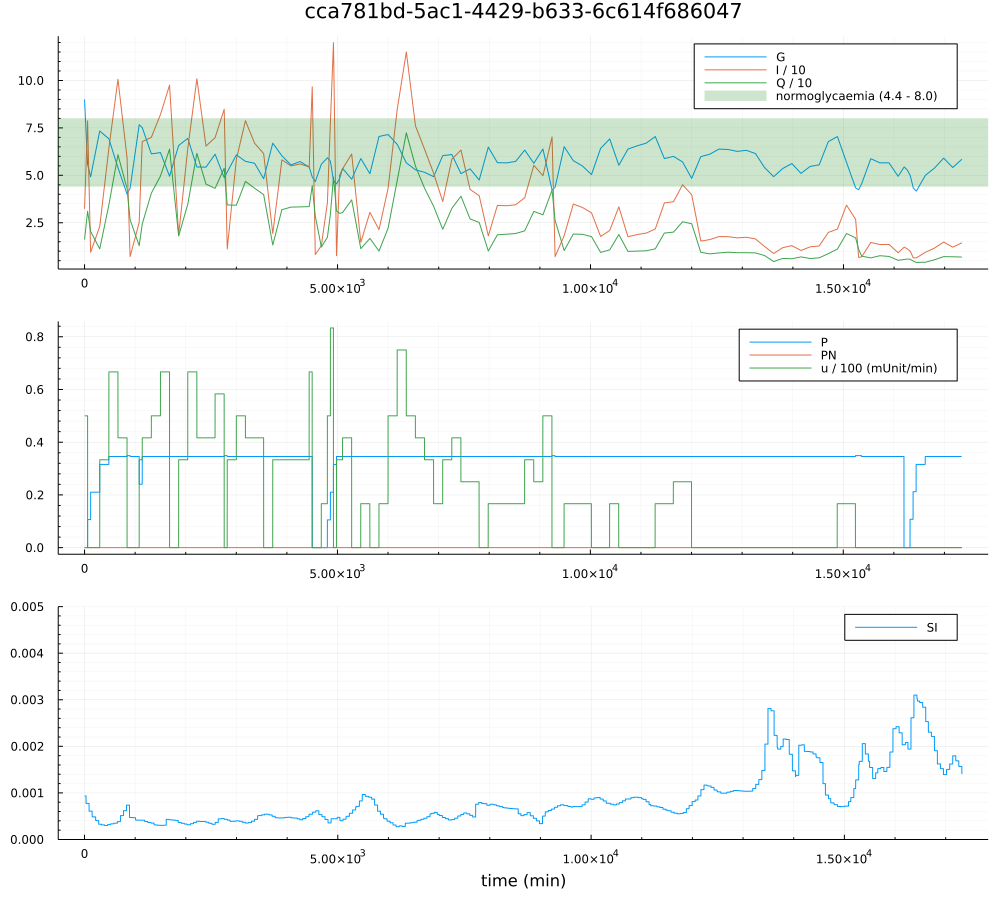 cca781bd-5ac1-4429-b633-6c614f686047
10.0
7.5
5.0
2.5
G
I / 10
Q / 10
normoglycaemia (4.4 - 8.0)
0
5.00×10³
1.00×10⁴
1.50×10⁴
0.8
0.6
0.4
0.2
0.0
P
PN
u / 100 (mUnit/min)
0
5.00×10³
1.00×10⁴
1.50×10⁴
0.005
0.004
0.003
0.002
0.001
0.000
SI
0
5.00×10³
1.00×10⁴
1.50×10⁴
time (min)